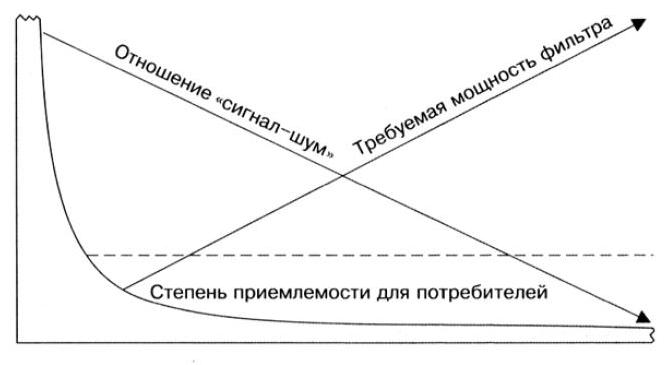 Отношение «сигнал–шум»
Требуемая мощность фильтра
Степень приемлемости для потребителей